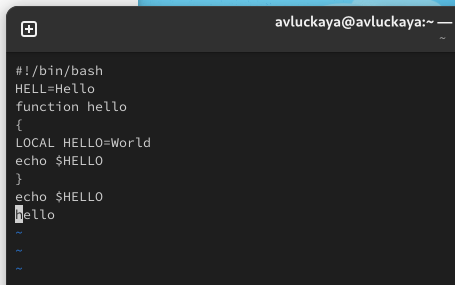 avluckaya@avluckaya:~ —
~
#!/bin/bash
HELL=Hello
function hello
{
LOCAL HELLO=World
echo $HELLO
}
echo $HELLO
hello
~
~
~